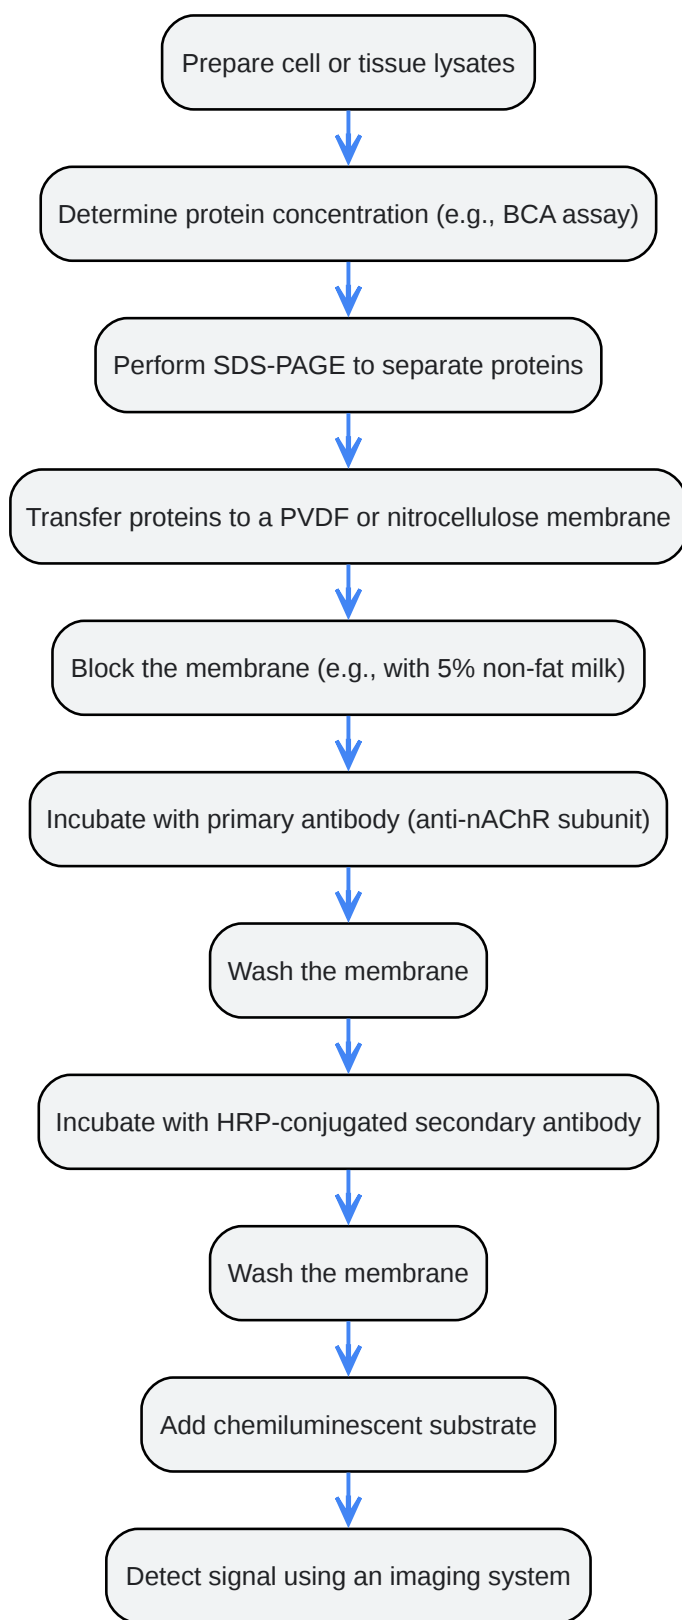 Prepare cell or tissue lysates
Determine protein concentration (e.g., BCA assay)
Perform SDS-PAGE to separate proteins
Transfer proteins to a PVDF or nitrocellulose membrane
Block the membrane (e.g., with 5% non-fat milk)
Incubate with primary antibody (anti-nAChR subunit)
Wash the membrane
Incubate with HRP-conjugated secondary antibody
Wash the membrane
Add chemiluminescent substrate
Detect signal using an imaging system